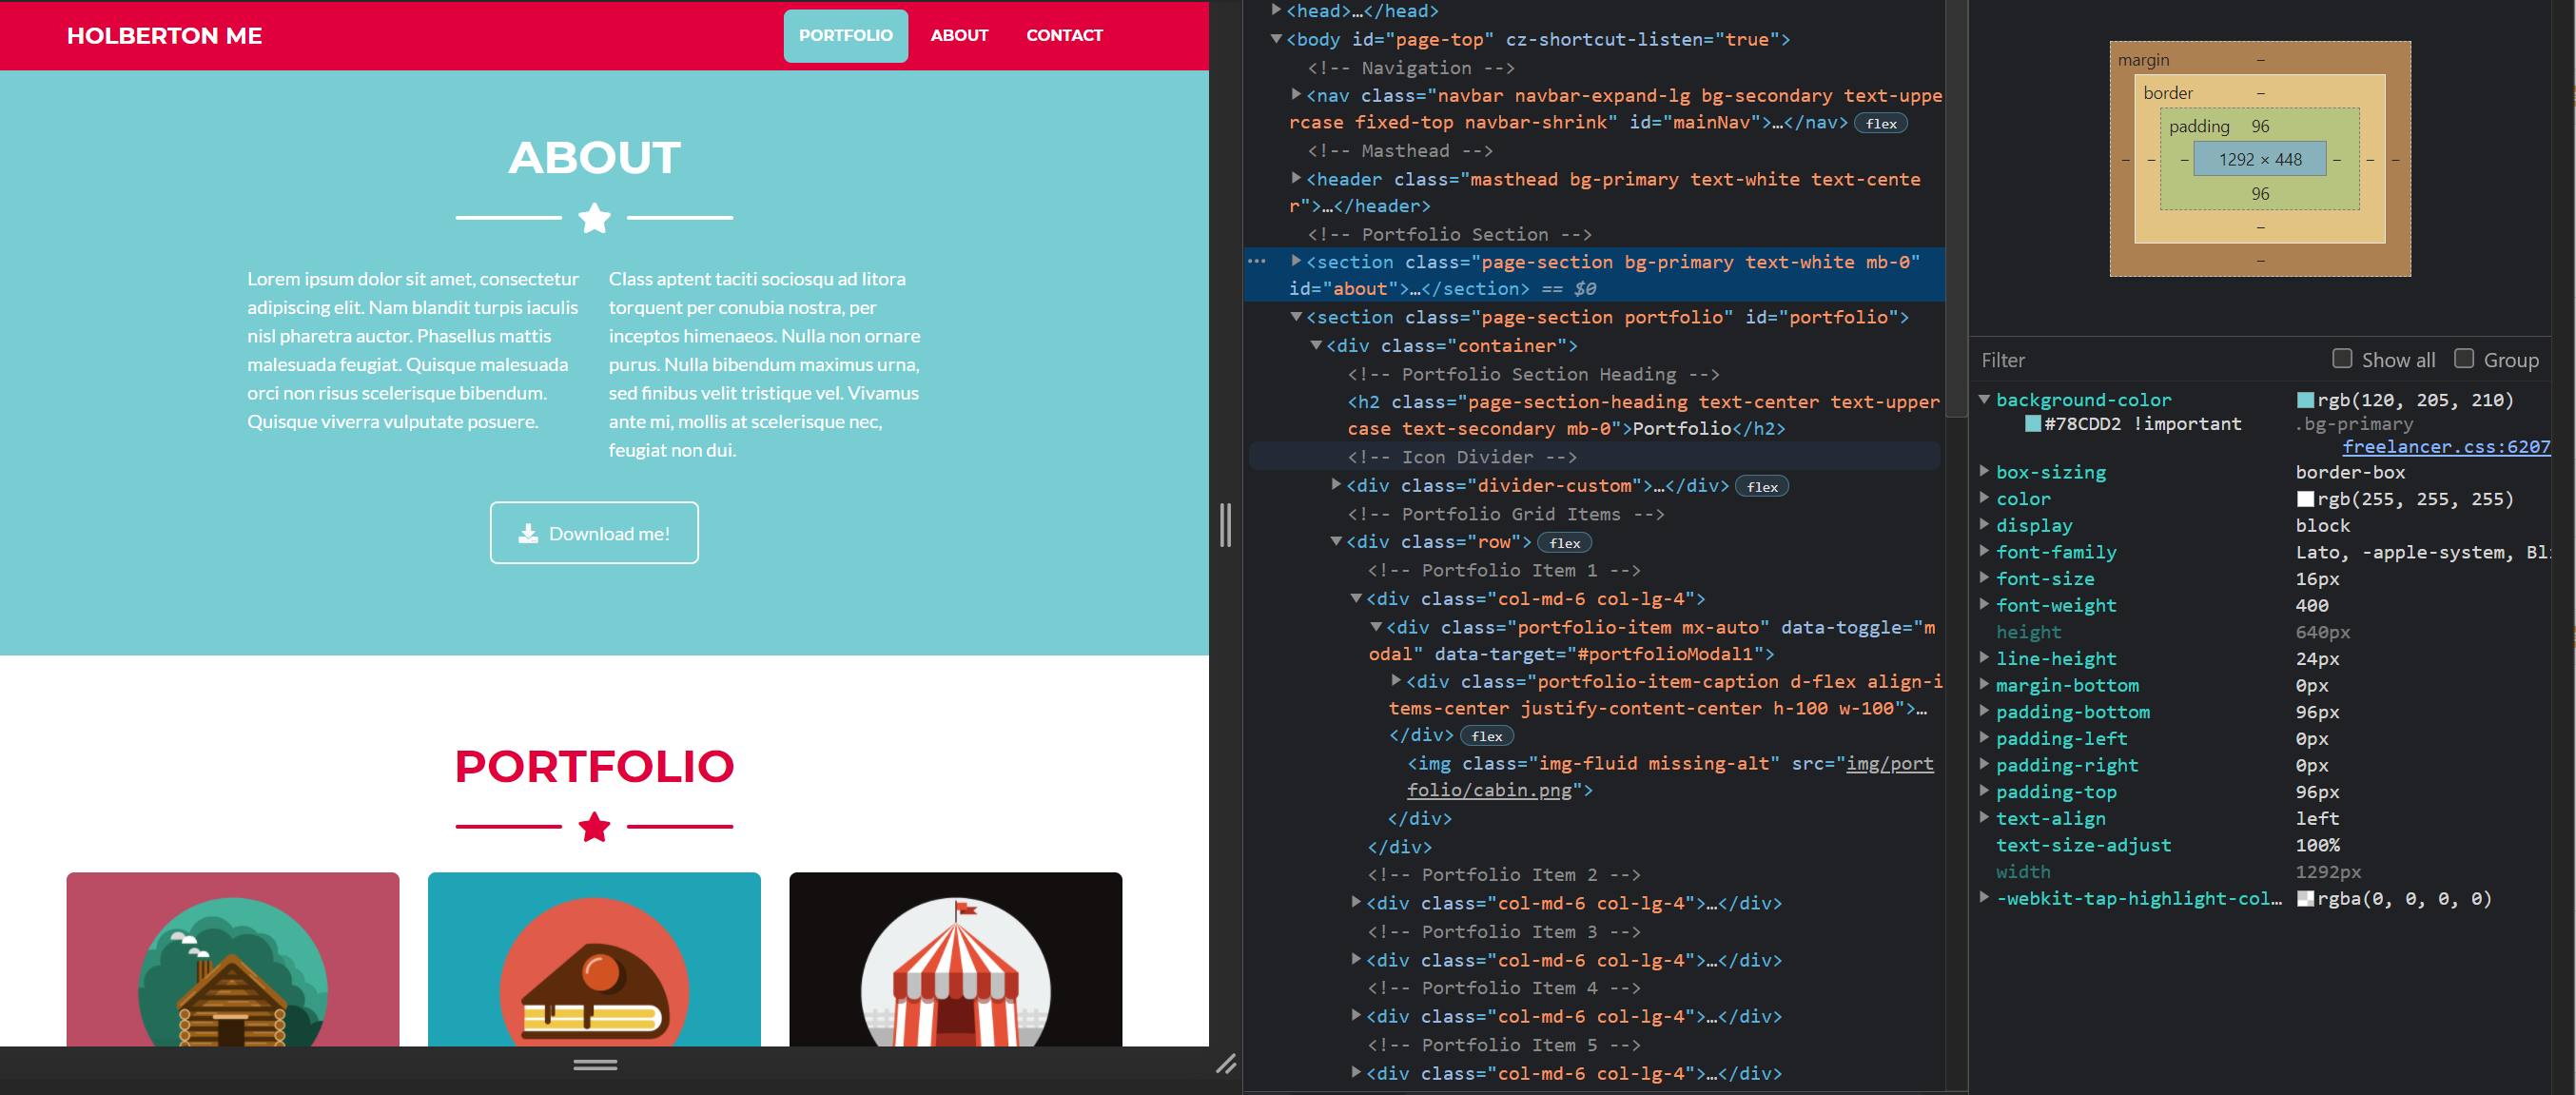 HOLBERTON ME
PORTFOLIO ABOUT CONTACT
ABOUT
Lorem ipsum dolor sit amet, consectetur
adipiscing elit. Nam blandit turpis iaculis
nisl pharetra auctor. Phasellus mattis
malesuada feugiat. Quisque malesuada
orci non risus scelerisque bibendum.
Quisque viverra vulputate posuere.
Class aptent taciti sociosqu ad litora
torquent per conubia nostra, per
inceptos himenaeos. Nulla non ornare
purus. Nulla bibendum maximus urna,
sed finibus velit tristique vel. Vivamus
ante mi, mollis at scelerisque nec,
feugiat non dui.
Download me!
PORTFOLIO
<head>…</head>
<body id="page-top" cz-shortcut-listen="true">
<!-- Navigation -->
<nav class="navbar navbar-expand-lg bg-secondary text-uppe
rcase fixed-top navbar-shrink" id="mainNav">…</nav> flex
<!-- Masthead -->
<header class="masthead bg-primary text-white text-cente
r">…</header>
<!-- Portfolio Section -->
<section class="page-section bg-primary text-white mb-0"
id="about">…</section> == $0
<section class="page-section portfolio" id="portfolio">
<div class="container">
<!-- Portfolio Section Heading -->
<h2 class="page-section-heading text-center text-upper
case text-secondary mb-0">Portfolio</h2>
<!-- Icon Divider -->
<div class="divider-custom">…</div> flex
<!-- Portfolio Grid Items -->
<div class="row"> flex
<!-- Portfolio Item 1 -->
<div class="col-md-6 col-lg-4">
<div class="portfolio-item mx-auto" data-toggle="m
odal" data-target="#portfolioModal1">
<div class="portfolio-item-caption d-flex align-i
tems-center justify-content-center h-100 w-100">…
</div> flex
<img class="img-fluid missing-alt" src="img/port
folio/cabin.png">
</div>
</div>
<!-- Portfolio Item 2 -->
<div class="col-md-6 col-lg-4">…</div>
<!-- Portfolio Item 3 -->
<div class="col-md-6 col-lg-4">…</div>
<!-- Portfolio Item 4 -->
<div class="col-md-6 col-lg-4">…</div>
<!-- Portfolio Item 5 -->
<div class="col-md-6 col-lg-4">…</div>
margin –
border –
padding 96
– – – 1292 × 448 – – –
96
–
–
Filter Show all Group
background-color rgb(120, 205, 210)
#78CDD2 !important .bg-primary
freelancer.css:6207
box-sizing border-box
color rgb(255, 255, 255)
display block
font-family Lato, -apple-system,
font-size 16px
font-weight 400
height 640px
line-height 24px
margin-bottom 0px
padding-bottom 96px
padding-left 0px
padding-right 0px
padding-top 96px
text-align left
text-size-adjust 100%
width 1292px
-webkit-tap-highlight-col… rgba(0, 0, 0, 0)